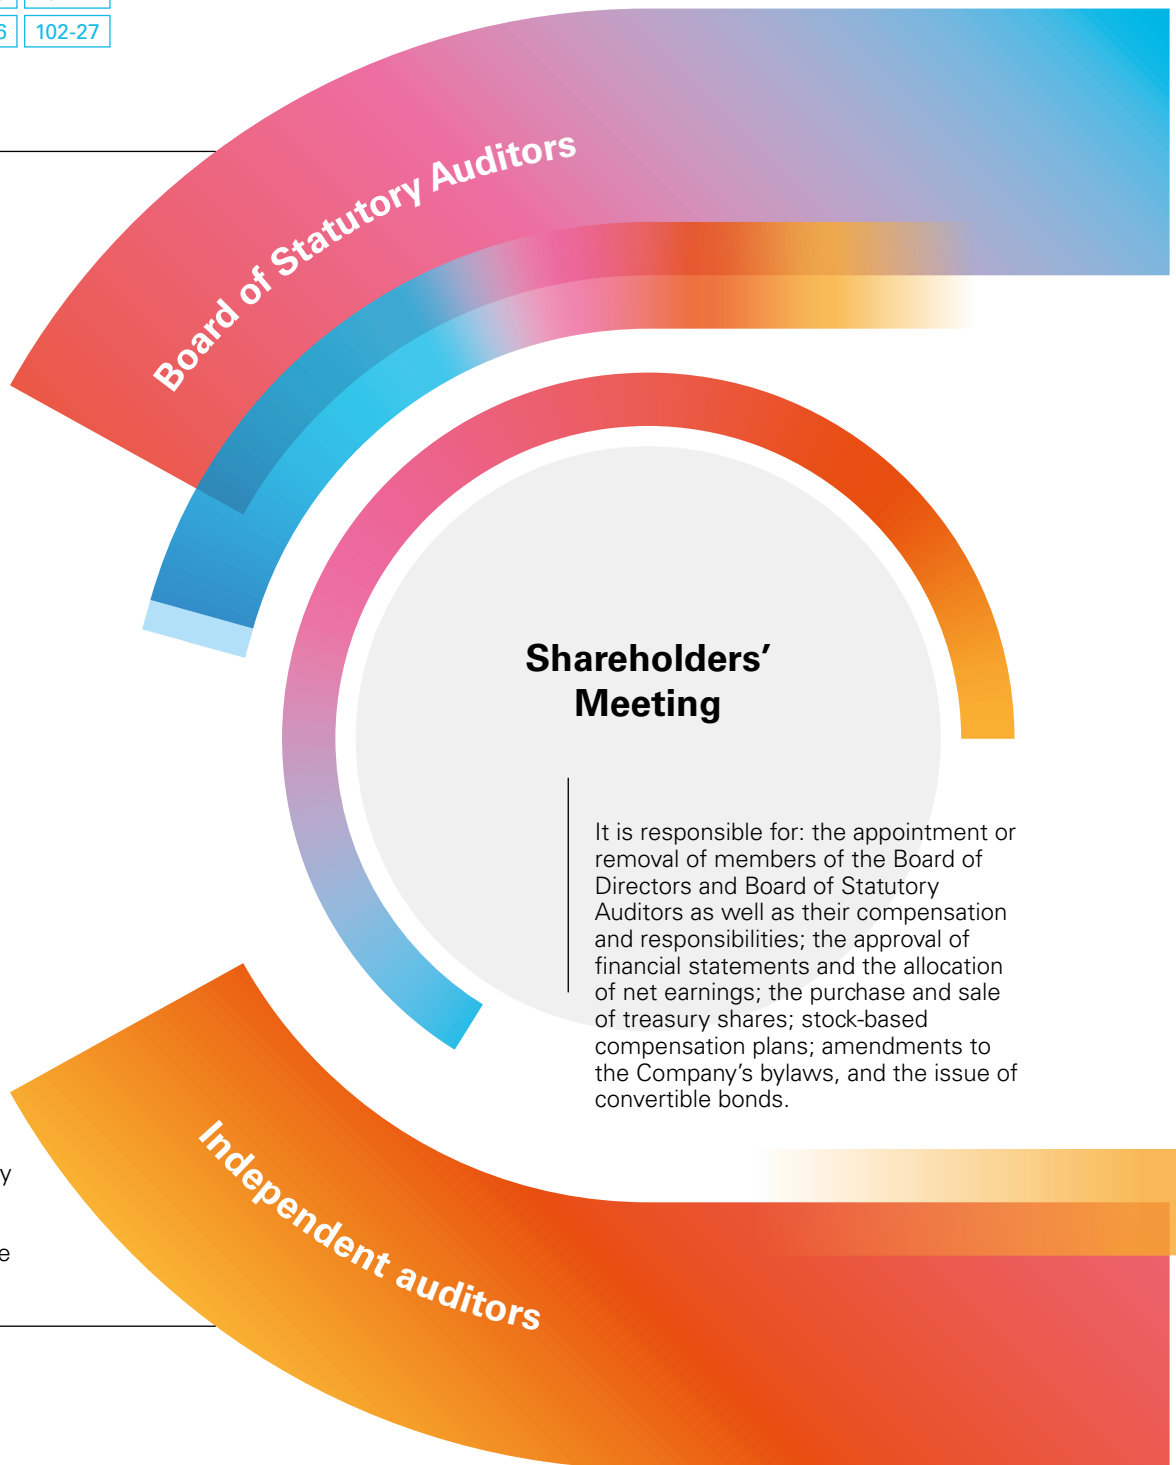 102-27
Board of Statutory Auditors
Shareholders’
Meeting
It is responsible for: the appointment or
removal of members of the Board of
Directors and Board of Statutory
Auditors as well as their compensation
and responsibilities; the approval of
financial statements and the allocation
of net earnings; the purchase and sale
of treasury shares; stock-based
compensation plans; amendments to
the Company’s bylaws, and the issue of
convertible bonds.
Independent auditors